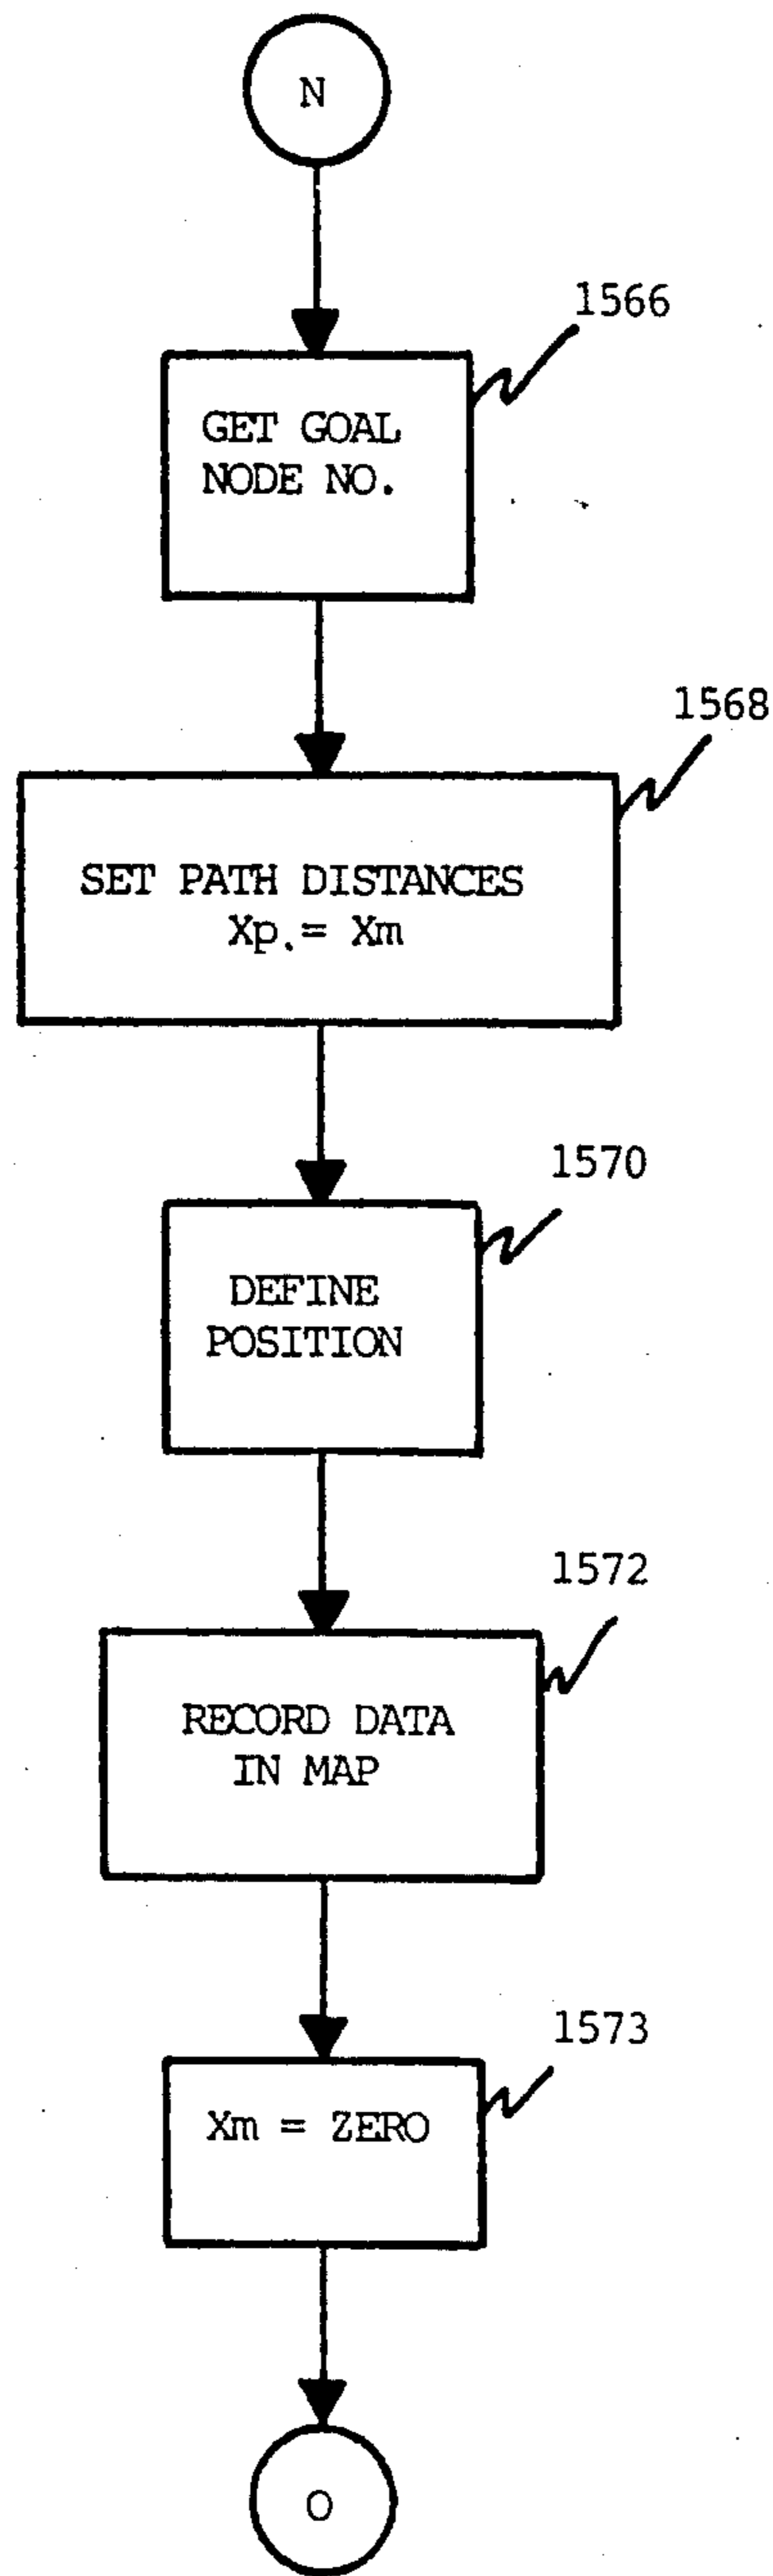 N
1566
GET GOAL
NODE NO.
1568
SET PATH DISTANCES
Xp.= Xm
1570
DEFINE
POSITION
1572
RECORD DATA
IN MAP
1573
Xm = ZERO
O